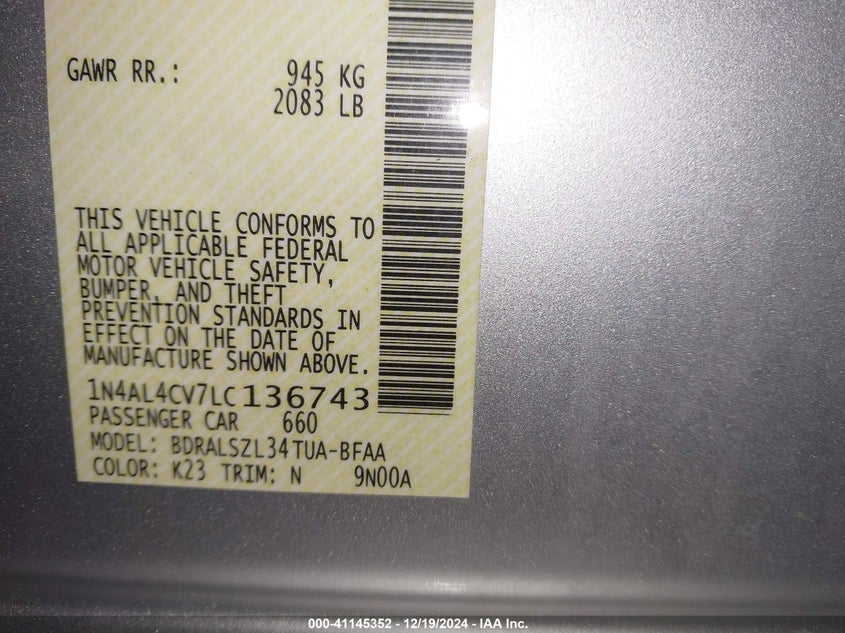 GAWR RR.: 945 KG
2083 LB
THIS VEHICLE CONFORMS TO
ALL APPLICABLE FEDERAL
MOTOR VEHICLE SAFETY,
BUMPER, AND THEFT
PREVENTION STANDARDS IN
EFFECT ON THE DATE OF
MANUFACTURE SHOWN ABOVE.
1N4AL4CV7LC136743
PASSENGER CAR 660
MODEL: BDRALSZL34TUA-BFAA
COLOR: K23 TRIM: N 9N00A
000-41145352 - 12/19/2024 - IAA Inc.